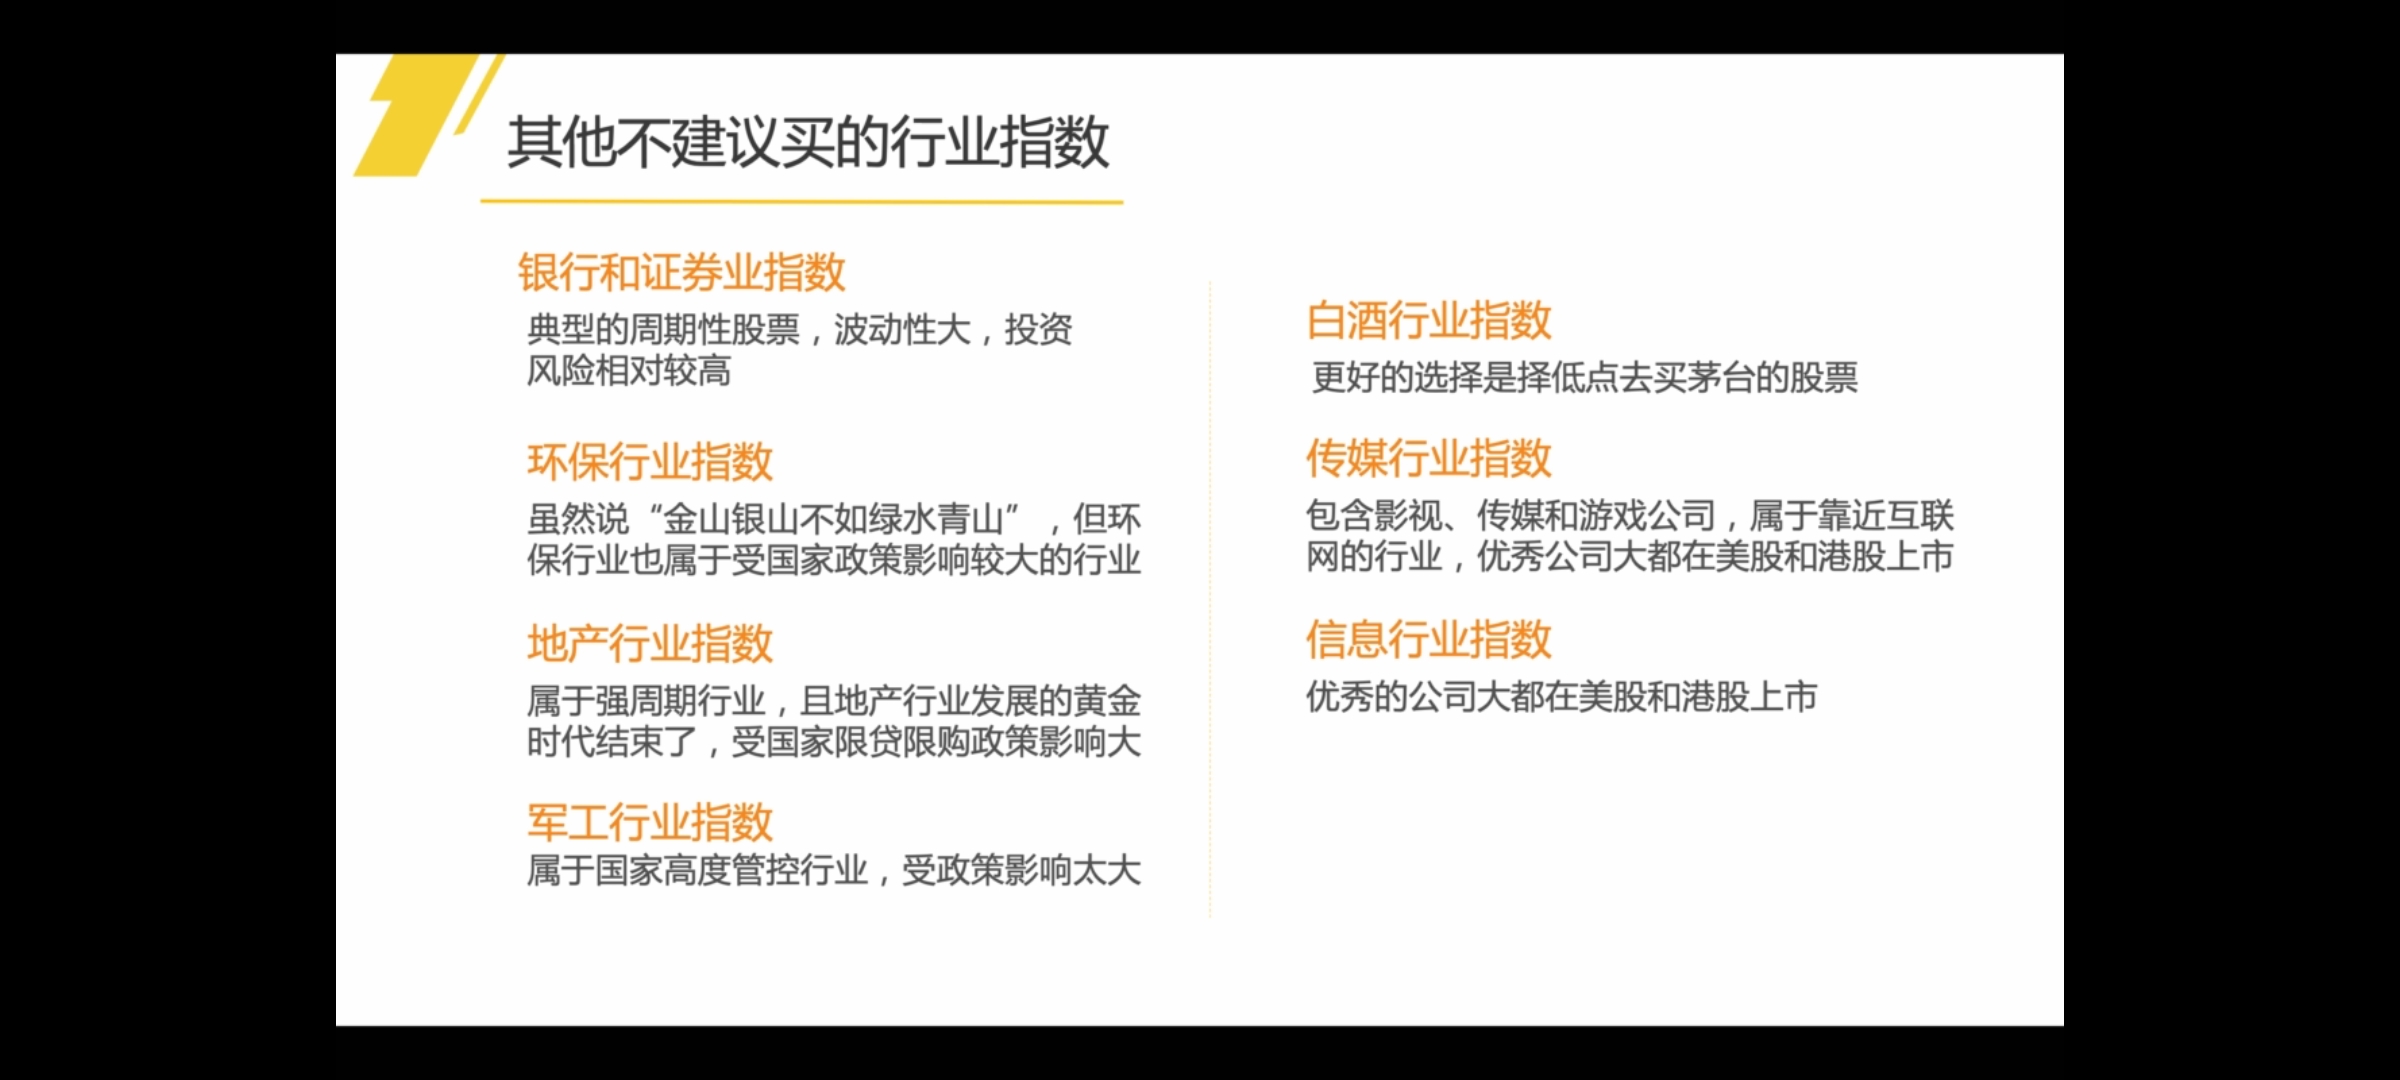 其他不建议买的行业指数
银行和证券业指数
典型的周期性股票，波动性大，投资
风险相对较高
环保行业指数
虽然说“金山银山不如绿水青山”，但环
保行业也属于受国家政策影响较大的行业
地产行业指数
属于强周期行业，且地产行业发展的黄金
时代结束了，受国家限贷限购政策影响大
军工行业指数
属于国家高度管控行业，受政策影响太大
白酒行业指数
更好的选择是择低点去买茅台的股票
传媒行业指数
包含影视、传媒和游戏公司，属于靠近互联
网的行业，优秀公司大都在美股和港股上市
信息行业指数
优秀的公司大都在美股和港股上市